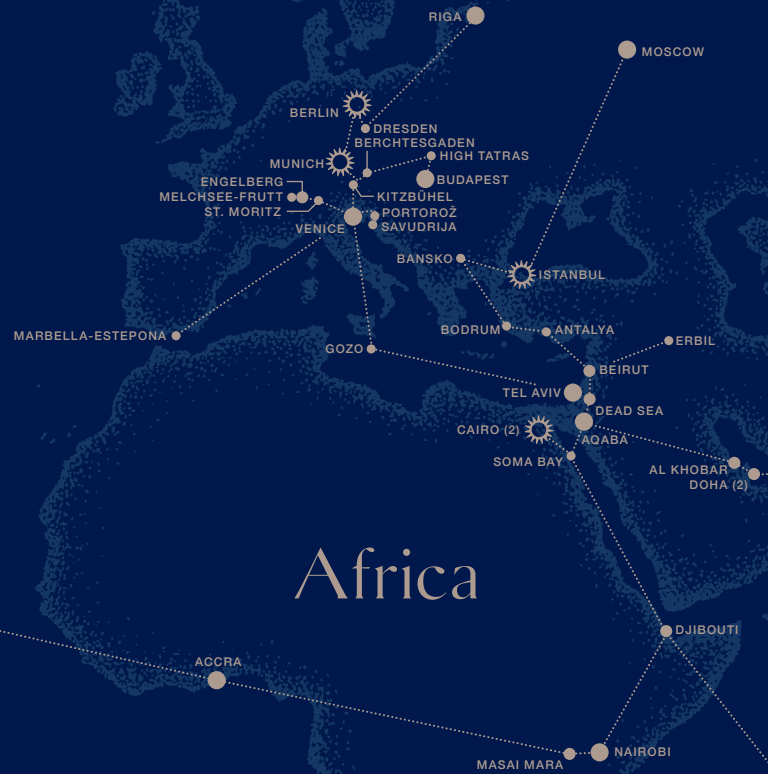 RIGA
MOSCOW
BERLIN
DRESDEN
BERCHTESGADEN
HIGH TATRAS
MUNICH
BUDAPEST
ENGELBERG
MELCHSEE-FRUTT
KITZBÜHEL
ST. MORITZ
PORTOROŽ
SAVUDRIJA
VENICE
BANSKO
ISTANBUL
MARBELLA-ESTEPONA
BODRUM
ANTALYA
GOZO
ERBIL
BEIRUT
TEL AVIV
DEAD SEA
CAIRO (2)
AQABA
SOMA BAY
AL KHOBAR
DOHA (2)
Africa
DJIBOUTI
ACCRA
NAIROBI
MASAI MARA